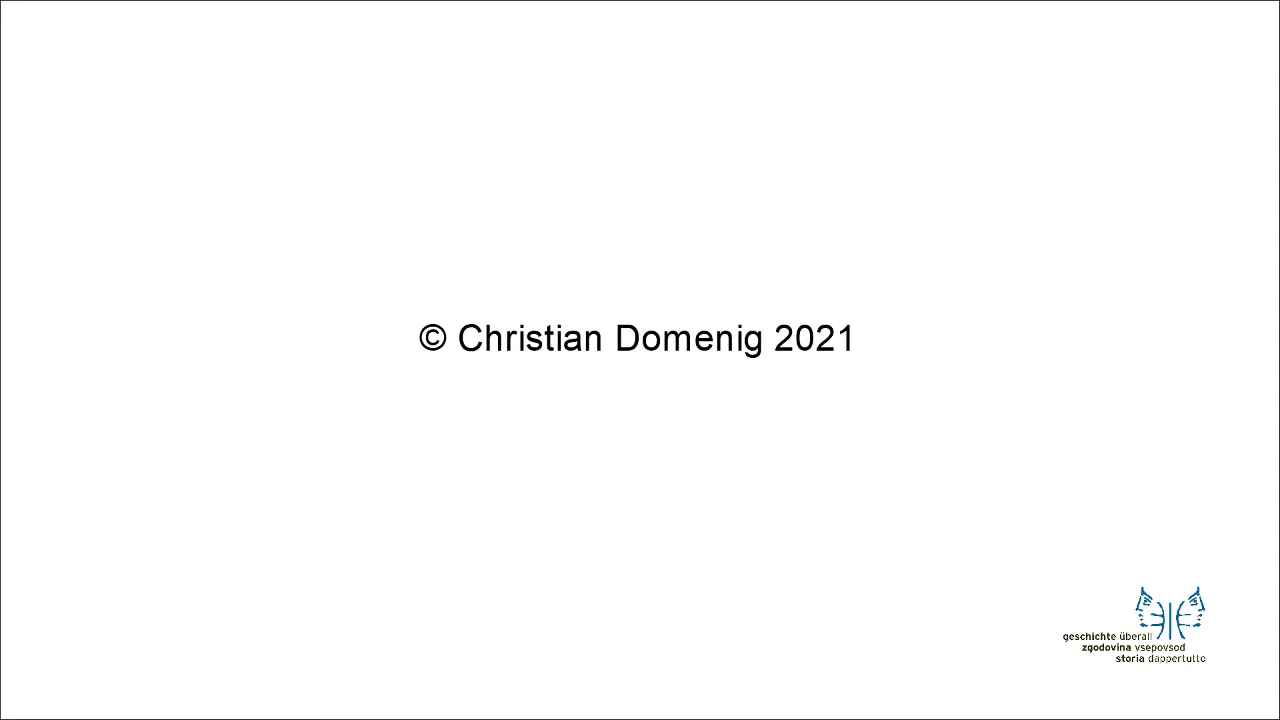 © Christian Domenig 2021
geschichte überall
zgodovina vsepovsod
storia dappertutto